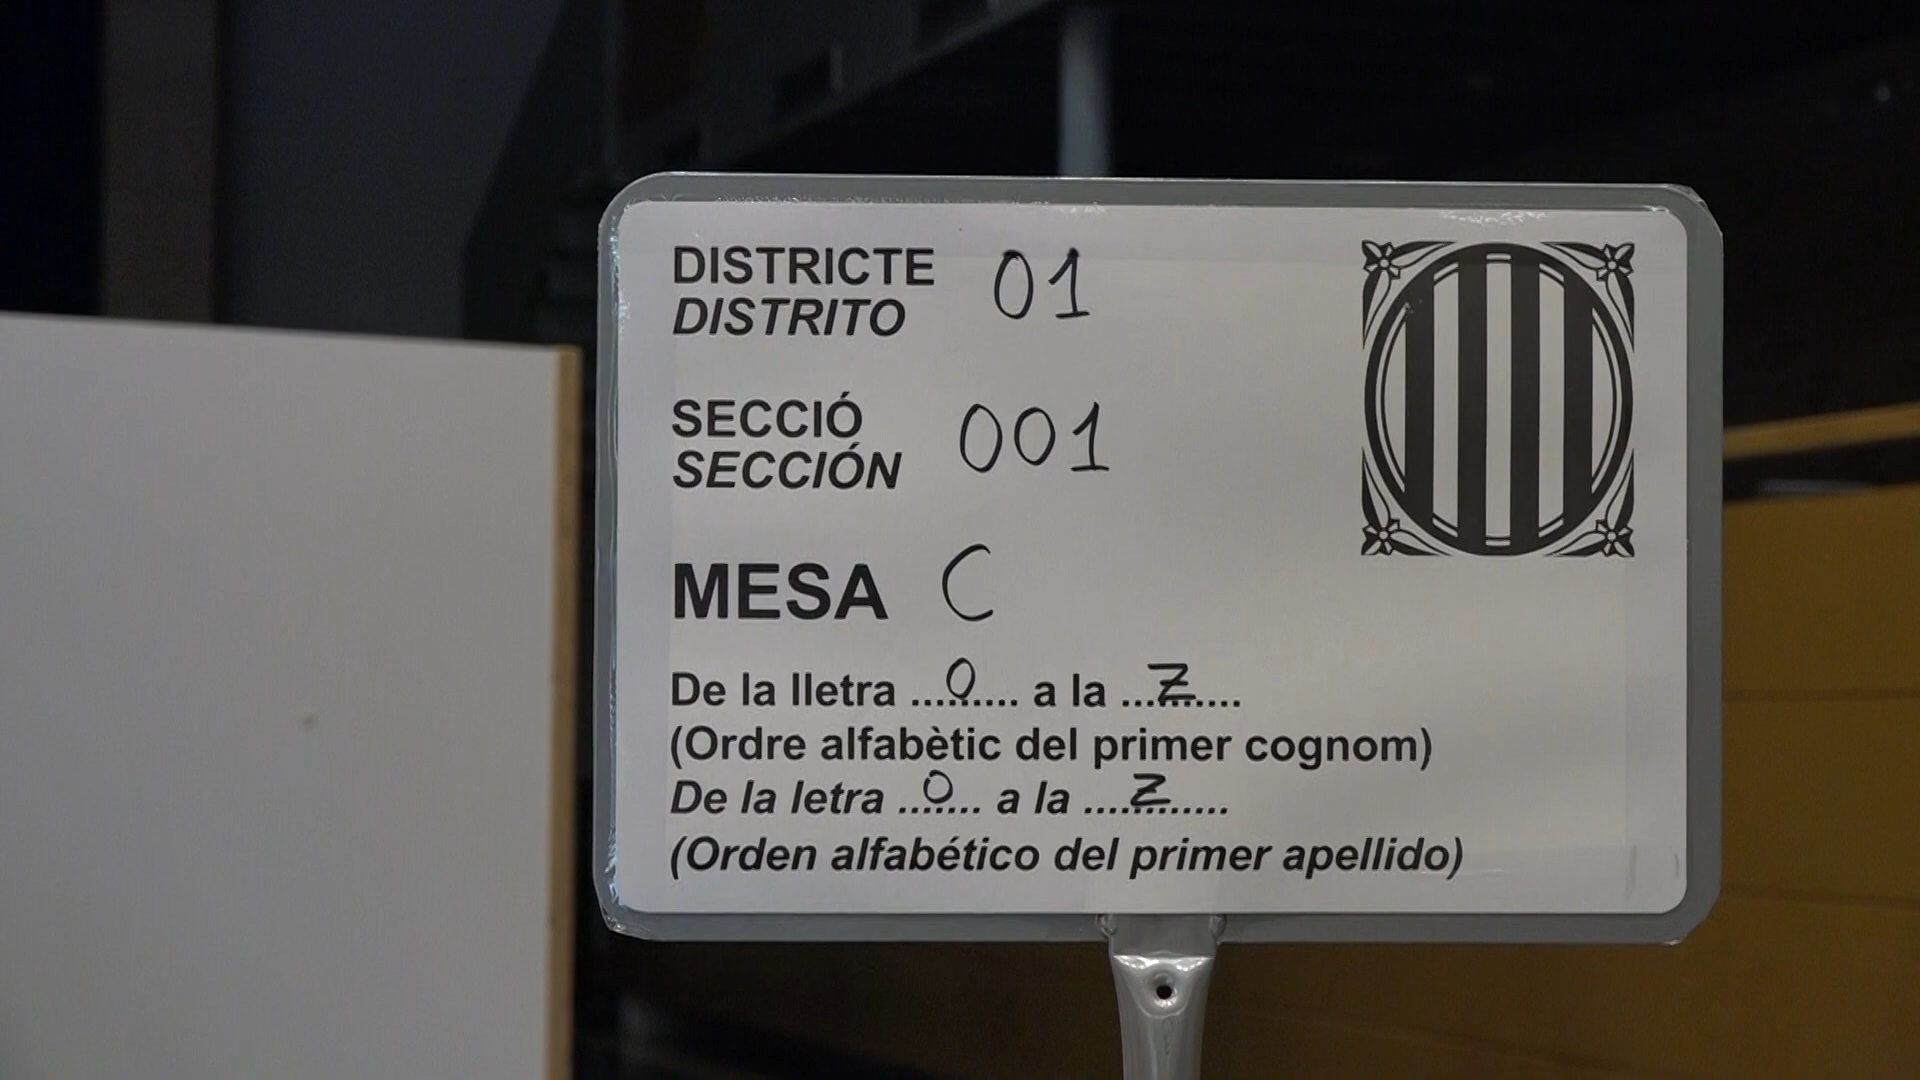 DISTRICTE 01
DISTRITO
SECCIÓ 001
SECCIÓN
MESA C
De la lletra ...O... a la ...Z...
(Ordre alfabètic del primer cognom)
De la letra ...O... a la ...Z...
(Orden alfabético del primer apellido)